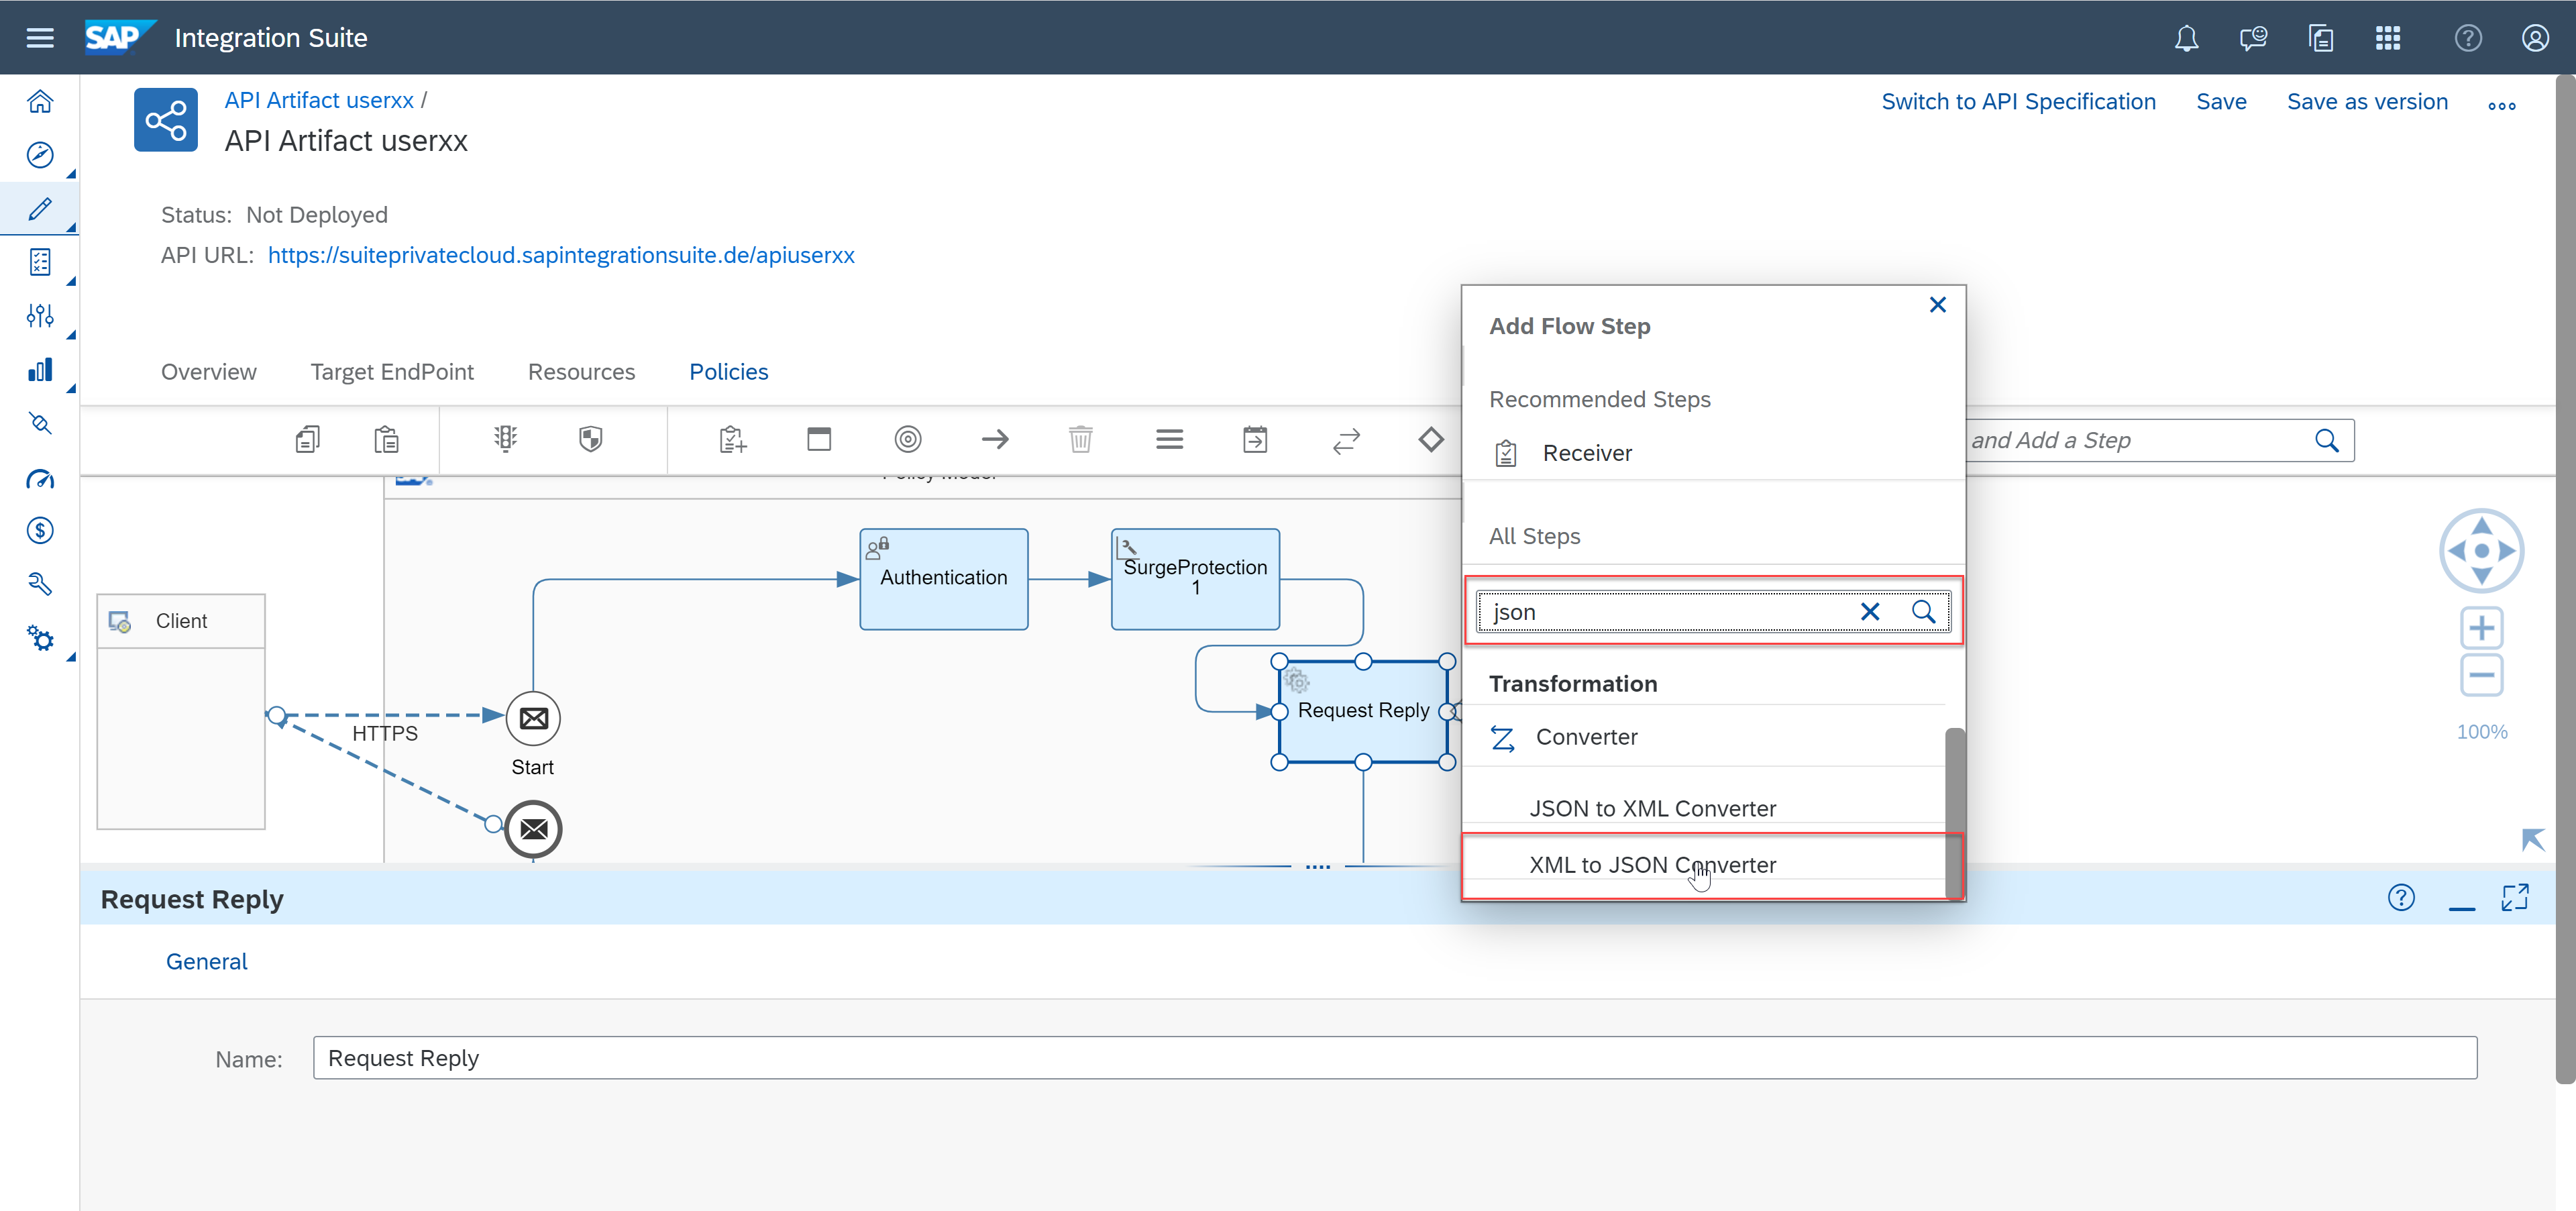 SAP Integration Suite
API Artifact userxx /
API Artifact userxx
Switch to API Specification Save Save as version
Status: Not Deployed
API URL: https://suiteprivatecloud.sapintegrationsuite.de/apiuserxx
Overview Target EndPoint Resources Policies
and Add a Step
Policy Model
Client
HTTPS
Start
Authentication
SurgeProtection
1
Request Reply
Add Flow Step
Recommended Steps
Receiver
All Steps
json
Transformation
Converter
JSON to XML Converter
XML to JSON Converter
100%
Request Reply
General
Name: Request Reply